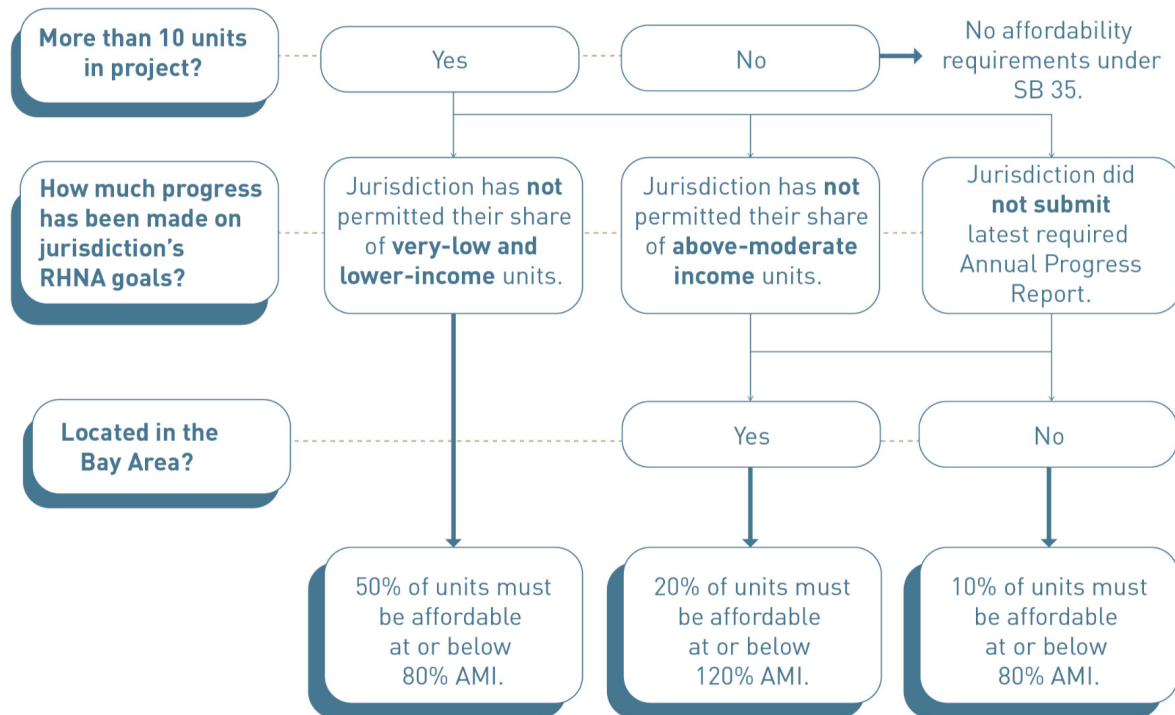 More than 10 units
in project?
Yes
No
No affordability
requirements under
SB 35.
How much progress
has been made on
jurisdiction's
RHNA goals?
Jurisdiction has not
permitted their share
of very-low and
lower-income units.
Jurisdiction has not
permitted their share
of above-moderate
income units.
Jurisdiction did
not submit
latest required
Annual Progress
Report.
Located in the
Bay Area?
Yes
No
50% of units must
be affordable
at or below
80% AMI.
20% of units must
be affordable
at or below
120% AMI.
10% of units must
be affordable
at or below
80% AMI.